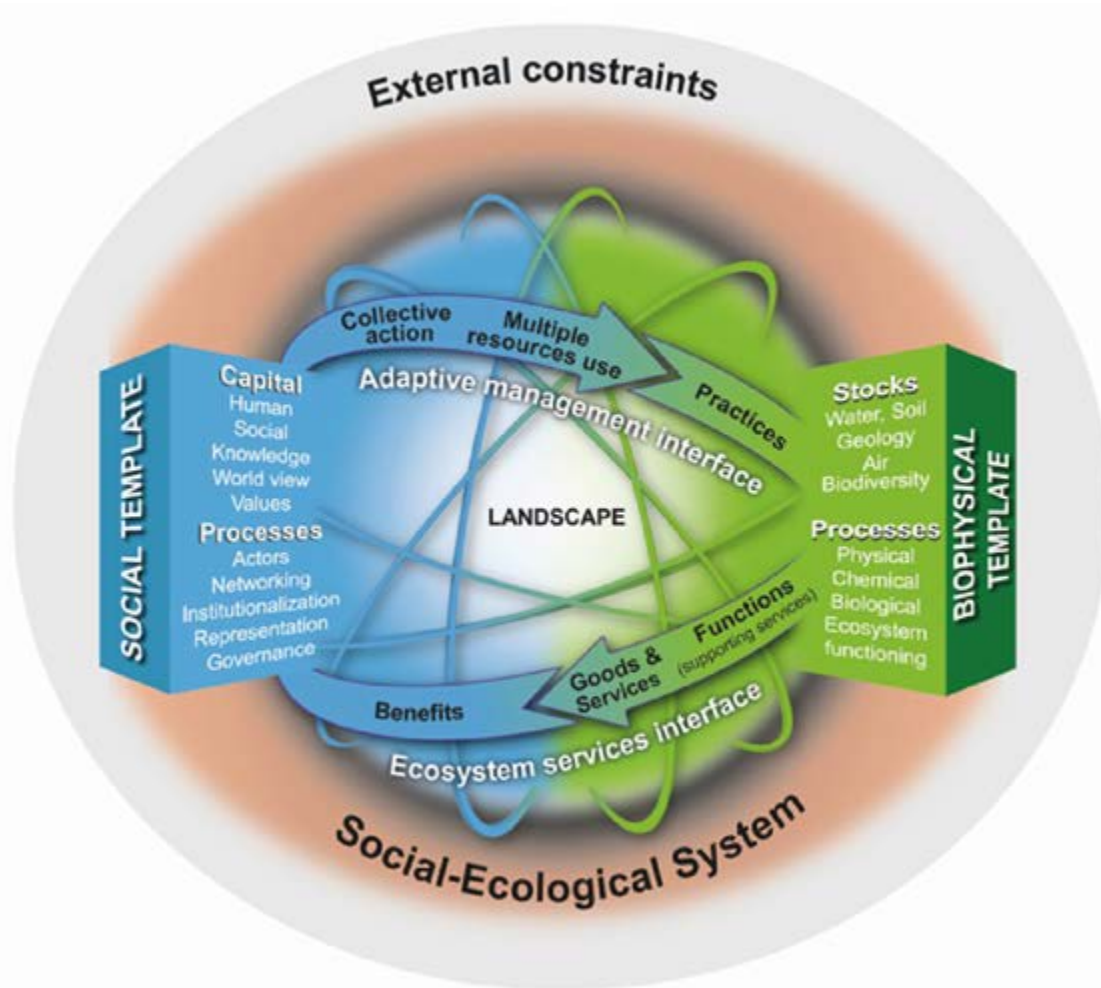 External constraints
Collective
action
Multiple
resources use
Practices
Adaptive management interface
SOCIAL TEMPLATE
Capital
Human
Social
Knowledge
World view
Values
Processes
Actors
Networking
Institutionalization
Representation
Governance
LANDSCAPE
Stocks
Water, Soil
Geology
Air
Biodiversity
Processes
Physical
Chemical
Biological
Ecosystem
functioning
BIOPHYSICAL
TEMPLATE
Functions
(supporting services)
Goods &
Services
Benefits
Ecosystem services interface
Social-Ecological System